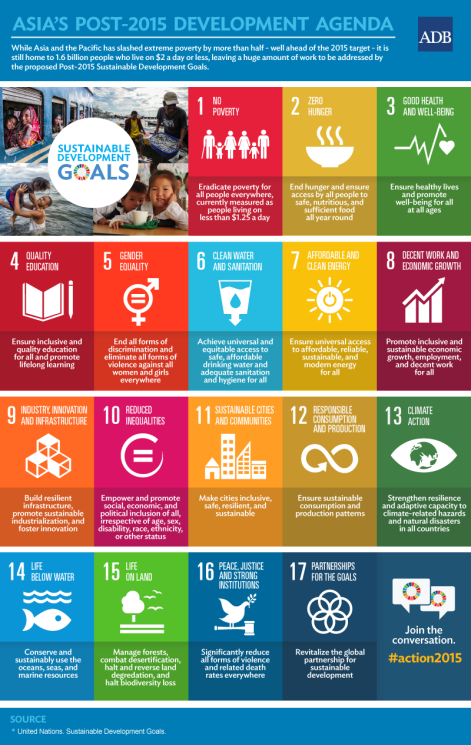 ASIA'S POST-2015 DEVELOPMENT AGENDA
ADB
While Asia and the Pacific has slashed extreme poverty by more than half - well ahead of the 2015 target - it is
still home to 1.6 billion people who live on $2 a day or less, leaving a huge amount of work to be addressed by
the proposed Post-2015 Sustainable Development Goals.
SUSTAINABLE
DEVELOPMENT
GOALS
1 NO
POVERTY
Eradicate poverty for
all people everywhere,
currently measured as
people living on
less than $1.25 a day
2 ZERO
HUNGER
End hunger and ensure
access by all people to
safe, nutritious, and
sufficient food
all year round
3 GOOD HEALTH
AND WELL-BEING
Ensure healthy lives
and promote
well-being for all
at all ages
4 QUALITY
EDUCATION
Ensure inclusive and
quality education
for all and promote
lifelong learning
5 GENDER
EQUALITY
End all forms of
discrimination and
eliminate all forms of
violence against all
women and girls
everywhere
6 CLEAN WATER
AND SANITATION
Achieve universal and
equitable access to
safe, affordable
drinking water and
adequate sanitation
and hygiene for all
7 AFFORDABLE AND
CLEAN ENERGY
Ensure universal access
to affordable, reliable,
sustainable, and
modern energy
for all
8 DECENT WORK AND
ECONOMIC GROWTH
Promote inclusive and
sustainable economic
growth, employment,
and decent work
for all
9 INDUSTRY, INNOVATION
AND INFRASTRUCTURE
Build resilient
infrastructure,
promote sustainable
industrialization, and
foster innovation
10 REDUCED
INEQUALITIES
Empower and promote
social, economic, and
political inclusion of all,
irrespective of age, sex,
disability, race, ethnicity,
or other status
11 SUSTAINABLE CITIES
AND COMMUNITIES
Make cities inclusive,
safe, resilient, and
sustainable
12 RESPONSIBLE
CONSUMPTION
AND PRODUCTION
Ensure sustainable
consumption and
production patterns
13 CLIMATE
ACTION
Strengthen resilience
and adaptive capacity to
climate-related hazards
and natural disasters
in all countries
14 LIFE
BELOW WATER
Conserve and
sustainably use the
oceans, seas, and
marine resources
15 LIFE
ON LAND
Manage forests,
combat desertification,
halt and reverse land
degredation, and
halt biodiversity loss
16 PEACE, JUSTICE
AND STRONG
INSTITUTIONS
Significantly reduce
all forms of violence
and related death
rates everywhere
17 PARTNERSHIPS
FOR THE GOALS
Revitalize the global
partnership for
sustainable
development
Join the
conversation.
#action2015
SOURCE
* United Nations. Sustainable Development Goals.